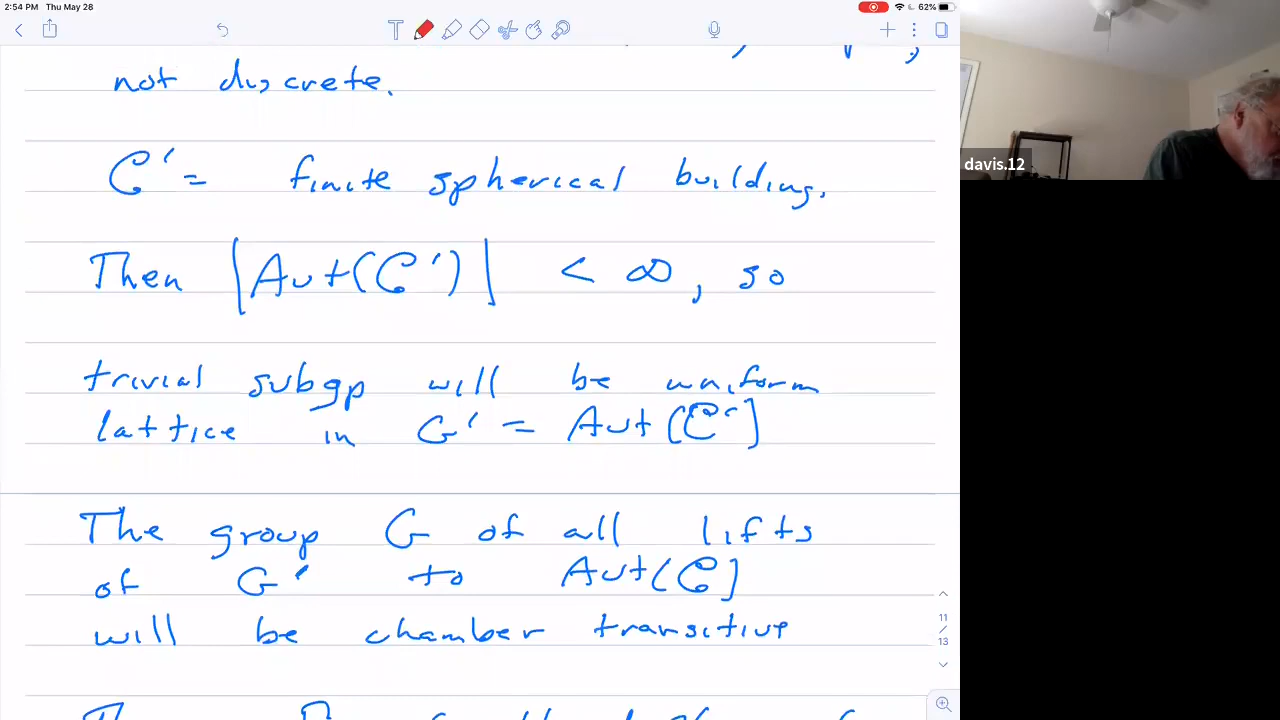 2:54 PM Thu May 28
62%
not discrete.
C' = finite spherical building.
Then |Aut(C')| < ∞, so
trivial subgp will be uniform
lattice in G' = Aut(C')
The group G of all lifts
of G' to Aut(C)
will be chamber transitive
11
/
13
davis.12